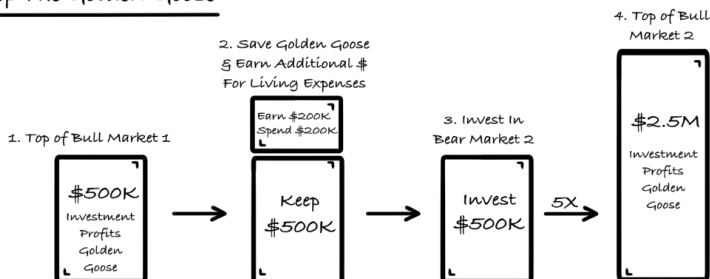 4. Top of Bull
Market 2
2. Save Golden Goose
& Earn Additional $
For Living Expenses
Earn $200K
Spend $200K
3. Invest In
Bear Market 2
1. Top of Bull Market 1
$500K
Investment
Profits
Golden
Goose
Keep
$500K
Invest
$500K
5X
$2.5M
Investment
Profits
Golden
Goose